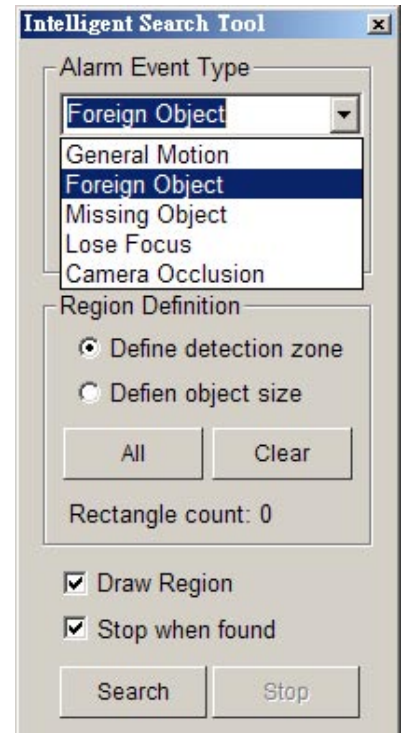 Intelligent Search Tool
Alarm Event Type
Foreign Object
General Motion
Foreign Object
Missing Object
Lose Focus
Camera Occlusion
Region Definition
Define detection zone
Defien object size
All Clear
Rectangle count: 0
Draw Region
Stop when found
Search Stop